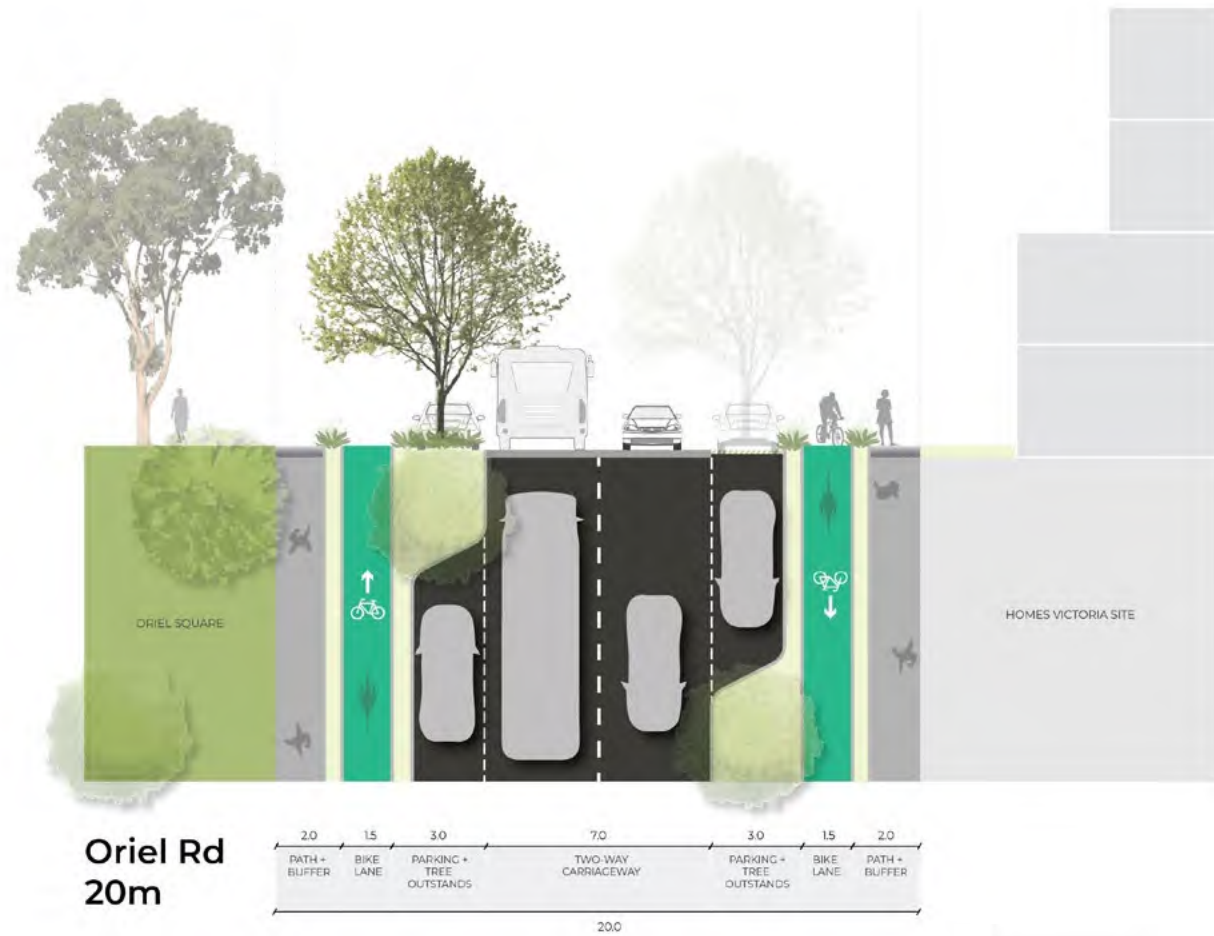 ORIEL SQUARE
HOMES VICTORIA SITE
Oriel Rd
20m
2.0
1.5
3.0
7.0
3.0
1.5
2.0
PATH +
BUFFER
BIKE
LANE
PARKING +
TREE
OUTSTANDS
TWO-WAY
CARRIACEWAY
PARKING +
TREE
OUTSTANDS
BIKE
LANE
PATH +
BUFFER
20.0